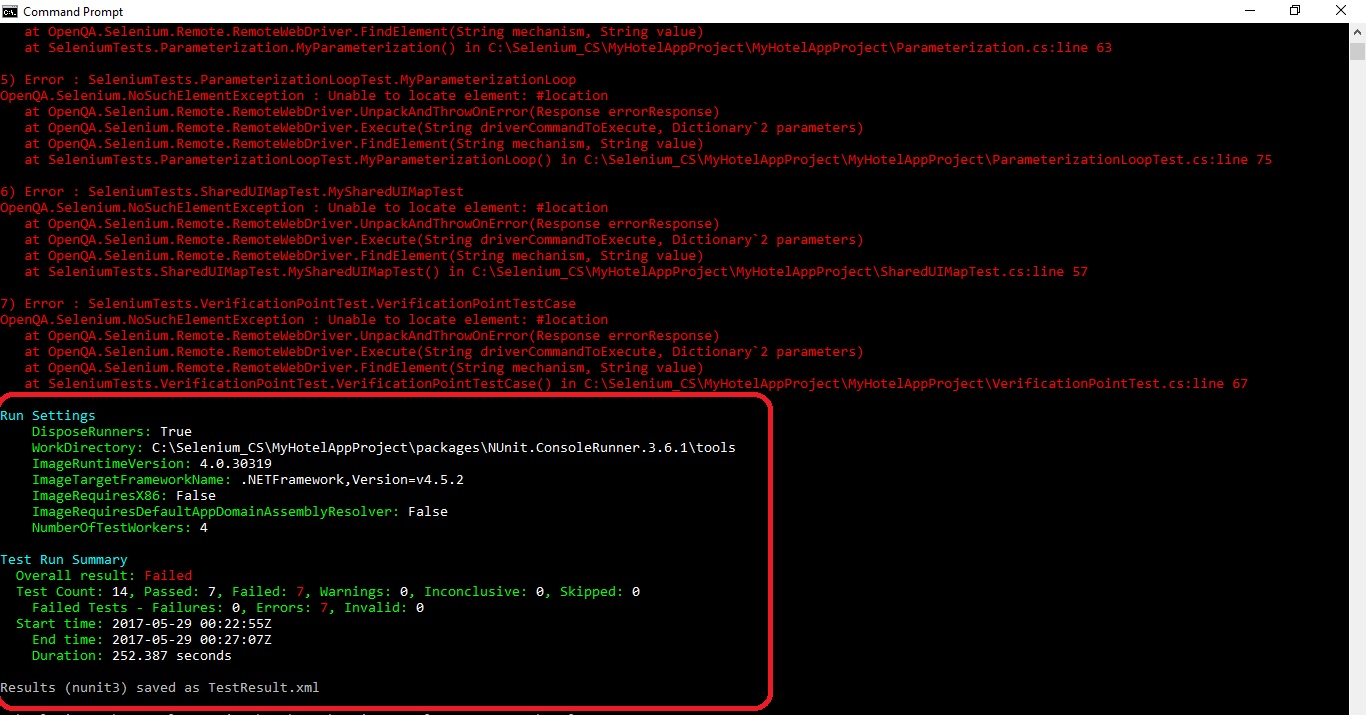 Command Prompt
at OpenQA.Selenium.Remote.RemoteWebDriver.FindElement(String mechanism, String value)
at SeleniumTests.Parameterization.MyParameterization() in C:\Selenium_CS\MyHotelAppProject\MyHotelAppProject\Parameterization.cs:line 63
5) Error : SeleniumTests.ParameterizationLoopTest.MyParameterizationLoop
OpenQA.Selenium.NoSuchElementException : Unable to locate element: #location
at OpenQA.Selenium.Remote.RemoteWebDriver.UnpackAndThrowOnError(Response errorResponse)
at OpenQA.Selenium.Remote.RemoteWebDriver.Execute(String driverCommandToExecute, Dictionary`2 parameters)
at OpenQA.Selenium.Remote.RemoteWebDriver.FindElement(String mechanism, String value)
at SeleniumTests.ParameterizationLoopTest.MyParameterizationLoop() in C:\Selenium_CS\MyHotelAppProject\MyHotelAppProject\ParameterizationLoopTest.cs:line 75
6) Error : SeleniumTests.SharedUIMapTest.MySharedUIMapTest
OpenQA.Selenium.NoSuchElementException : Unable to locate element: #location
at OpenQA.Selenium.Remote.RemoteWebDriver.UnpackAndThrowOnError(Response errorResponse)
at OpenQA.Selenium.Remote.RemoteWebDriver.Execute(String driverCommandToExecute, Dictionary`2 parameters)
at OpenQA.Selenium.Remote.RemoteWebDriver.FindElement(String mechanism, String value)
at SeleniumTests.SharedUIMapTest.MySharedUIMapTest() in C:\Selenium_CS\MyHotelAppProject\MyHotelAppProject\SharedUIMapTest.cs:line 57
7) Error : SeleniumTests.VerificationPointTest.VerificationPointTestCase
OpenQA.Selenium.NoSuchElementException : Unable to locate element: #location
at OpenQA.Selenium.Remote.RemoteWebDriver.UnpackAndThrowOnError(Response errorResponse)
at OpenQA.Selenium.Remote.RemoteWebDriver.Execute(String driverCommandToExecute, Dictionary`2 parameters)
at OpenQA.Selenium.Remote.RemoteWebDriver.FindElement(String mechanism, String value)
at SeleniumTests.VerificationPointTest.VerificationPointTestCase() in C:\Selenium_CS\MyHotelAppProject\MyHotelAppProject\VerificationPointTest.cs:line 67
Run Settings
DisposeRunners: True
WorkDirectory: C:\Selenium_CS\MyHotelAppProject\packages\NUnit.ConsoleRunner.3.6.1\tools
ImageRuntimeVersion: 4.0.30319
ImageTargetFrameworkName: .NETFramework,Version=v4.5.2
ImageRequiresX86: False
ImageRequiresDefaultAppDomainAssemblyResolver: False
NumberOfTestWorkers: 4
Test Run Summary
Overall result: Failed
Test Count: 14, Passed: 7, Failed: 7, Warnings: 0, Inconclusive: 0, Skipped: 0
Failed Tests - Failures: 0, Errors: 7, Invalid: 0
Start time: 2017-05-29 00:22:55Z
End time: 2017-05-29 00:27:07Z
Duration: 252.387 seconds
Results (nunit3) saved as TestResult.xml